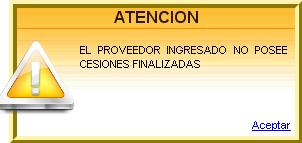 ATENCION
EL PROVEEDOR INGRESADO NO POSEE
CESIONES FINALIZADAS
Aceptar